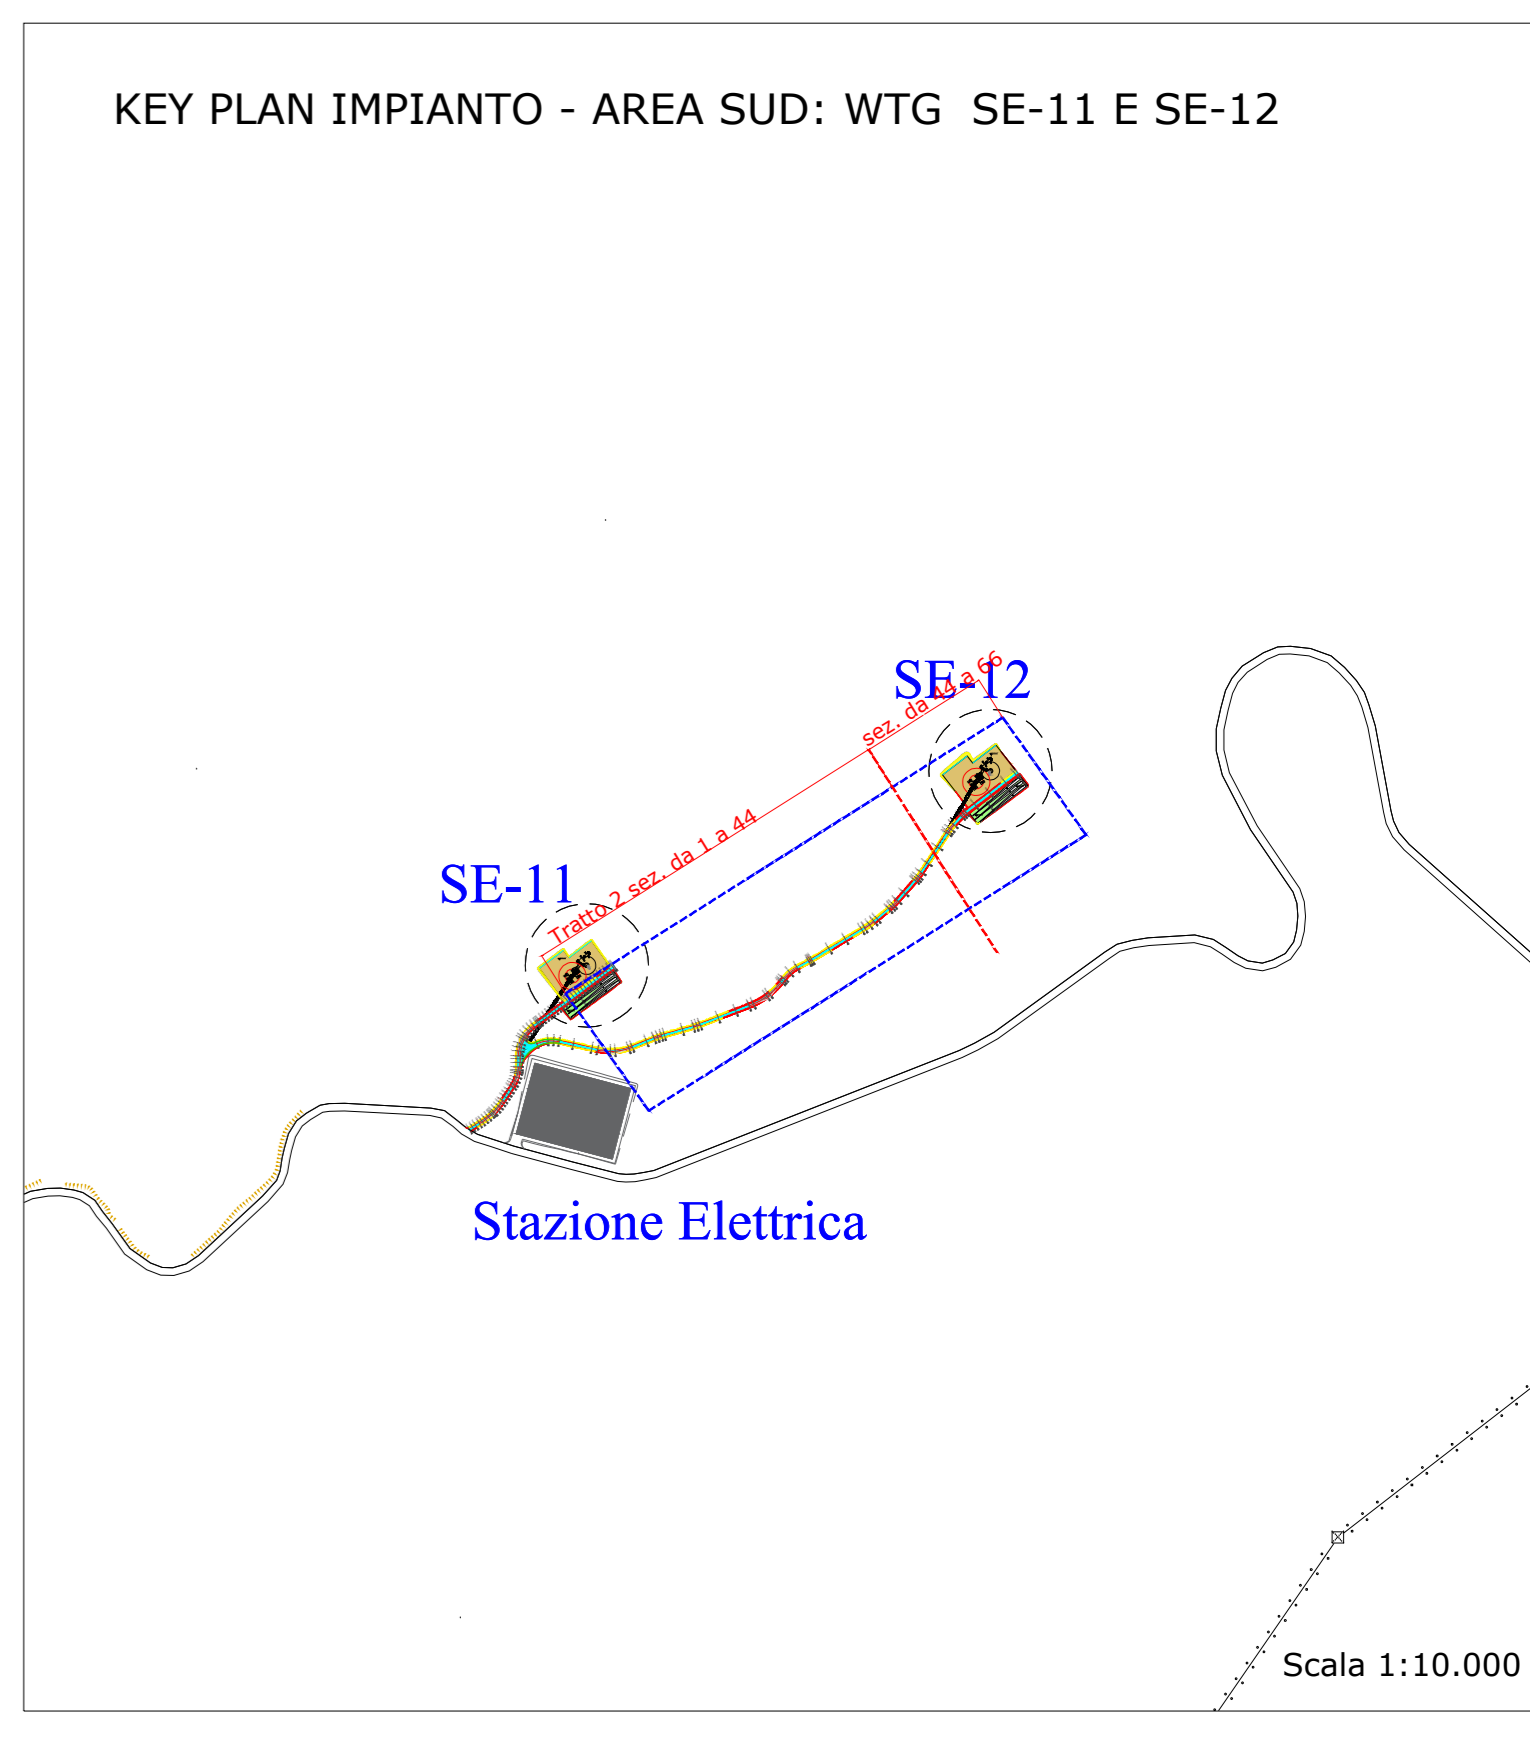 KEY PLAN IMPIANTO - AREA SUD: WTG  SE-11 E SE-12
SE-12
sez. da 44 a 66
Tratto 2 sez. da 1 a 44
SE-11
Stazione Elettrica
Scala 1:10.000